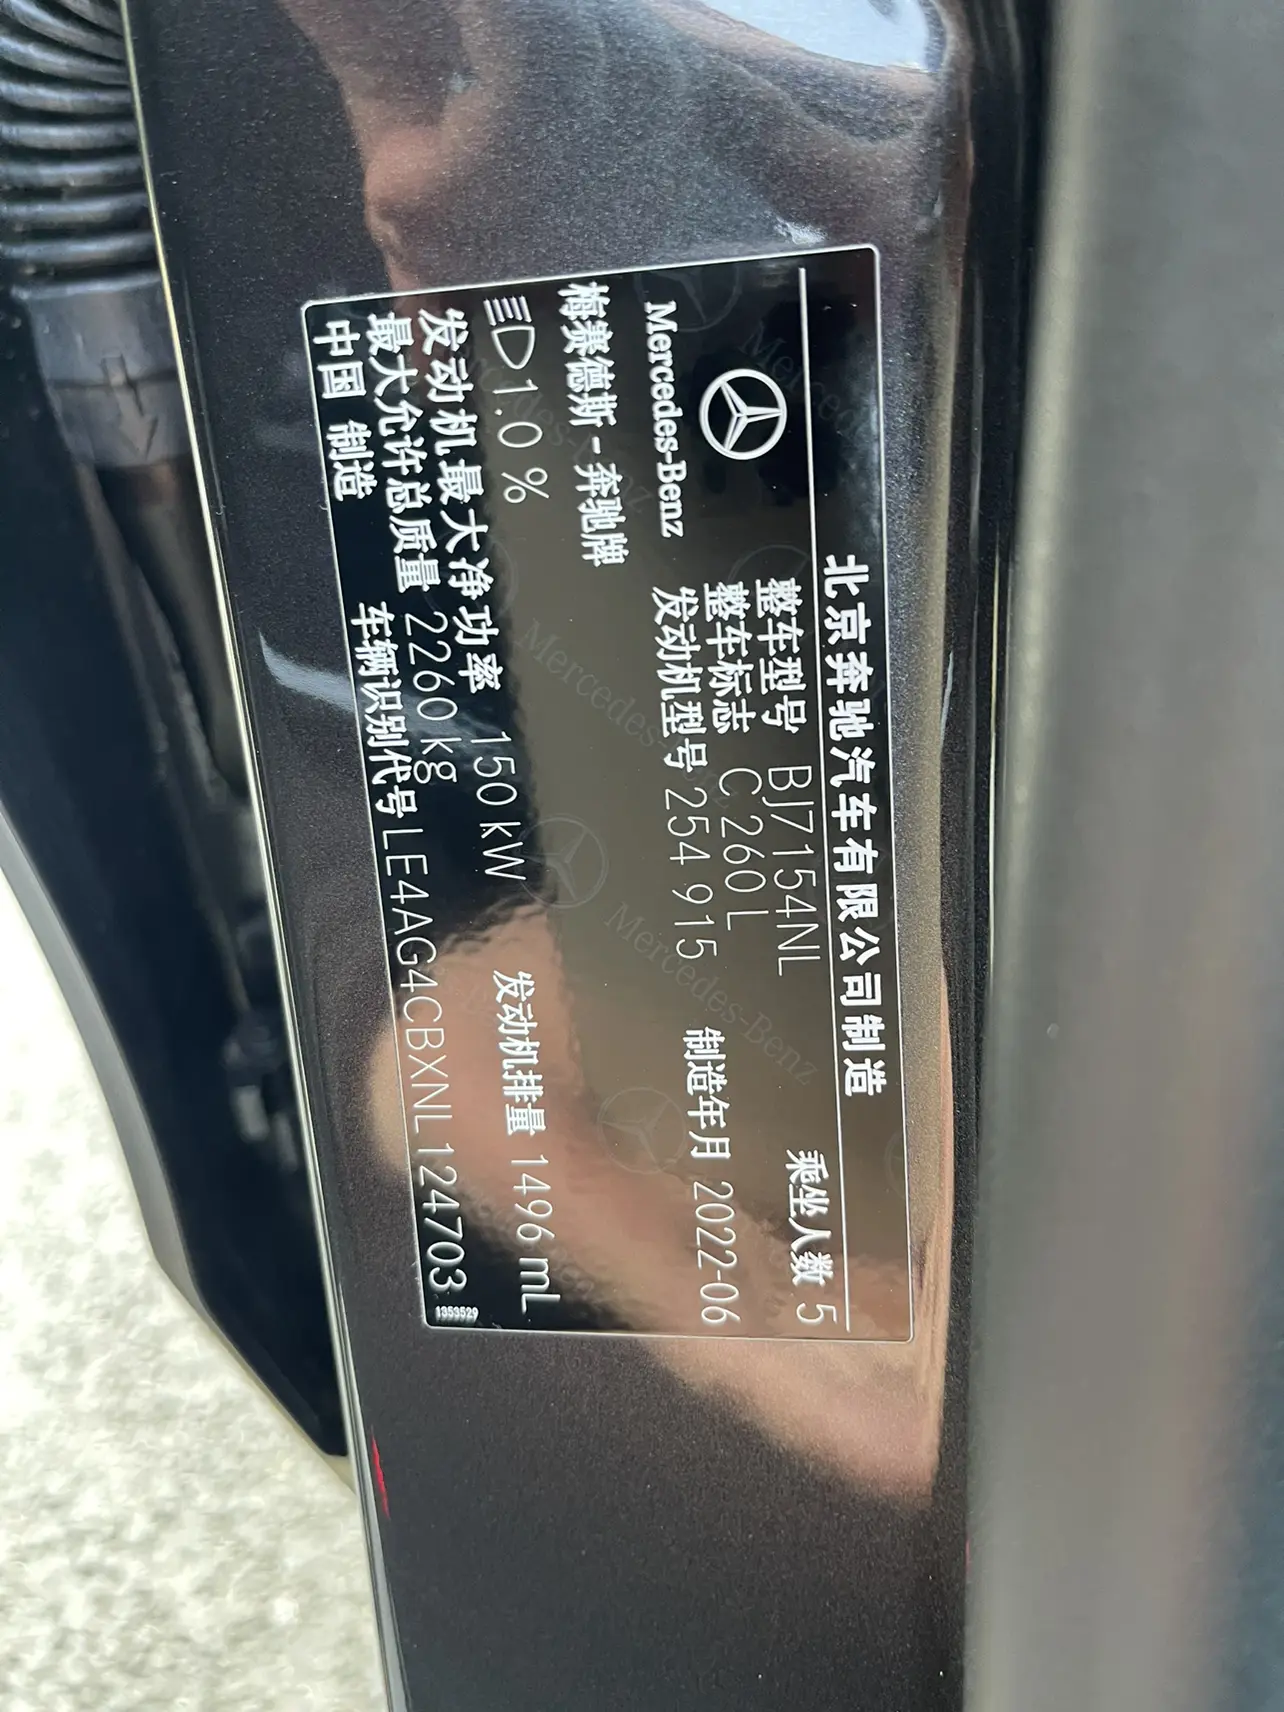 北京奔驰汽车有限公司制造
整车型号 BJ7154NL 乘坐人数 5
整车标志 C 260 L
Mercedes-Benz 发动机型号 254 915 制造年月 2022-06
梅赛德斯-奔驰牌
1.0 %
发动机最大净功率 150 kW 发动机排量 1496 mL
最大允许总质量 2260 kg
中国 制造 车辆识别代号 LE4AG4CBXNL124703
1353529